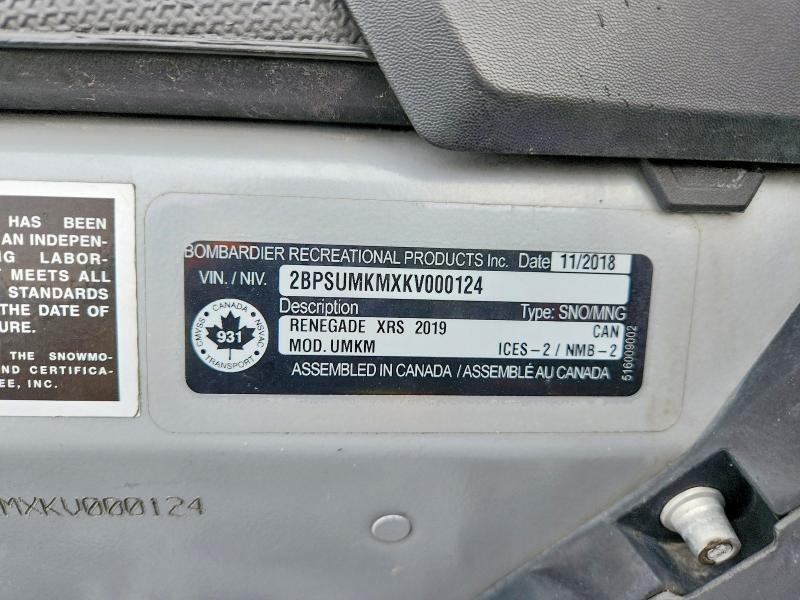 HAS BEEN
AN INDEPEN-
G LABOR-
MEETS ALL
STANDARDS
THE DATE OF
URE.
THE SNOWMO-
ND CERTIFICA-
EE, INC.
BOMBARDIER RECREATIONAL PRODUCTS Inc. Date 11/2018
VIN. / NIV. 2BPSUMKMXKV000124
Description Type: SNO/MNG
RENEGADE XRS 2019 CAN
MOD. UMKM ICES-2 / NMB-2
ASSEMBLED IN CANADA / ASSEMBLÉ AU CANADA
516009002
CANADA
CMVSS
931
NSVAC
TRANSPORT
MXKV000124